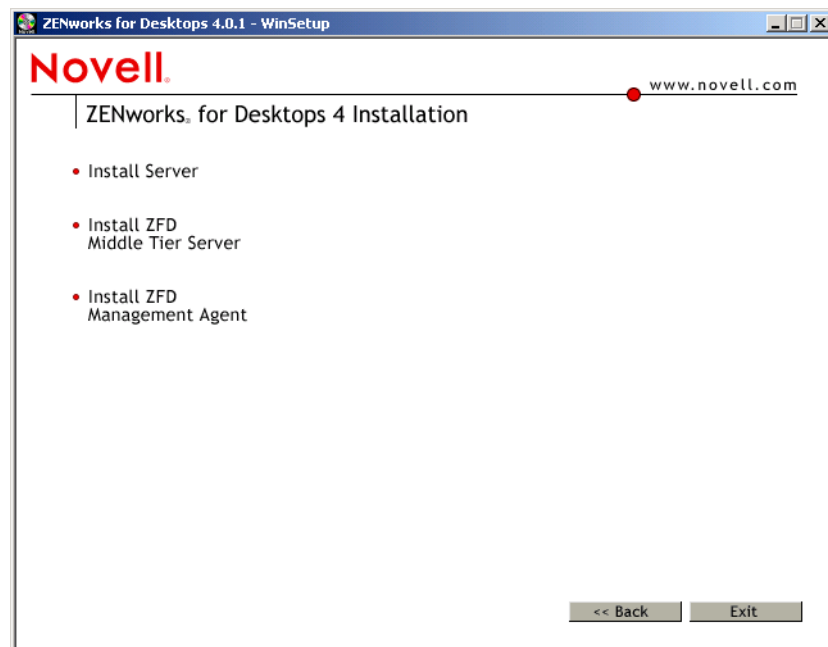 ZENworks for Desktops 4.0.1 - WinSetup
Novell®
www.novell.com
ZENworks® for Desktops 4 Installation
Install Server
Install ZFD
Middle Tier Server
Install ZFD
Management Agent
<< Back
Exit